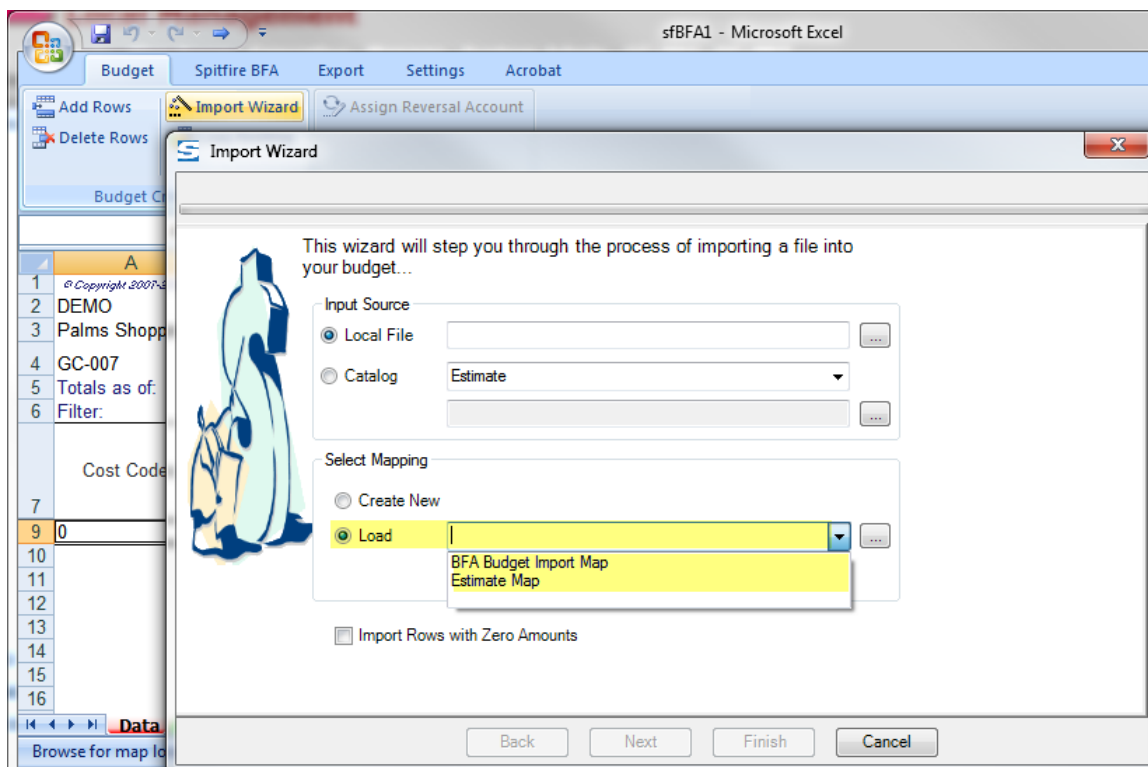 sfBFA1 - Microsoft Excel
Budget Spitfire BFA Export Settings Acrobat
Add Rows Import Wizard Assign Reversal Account
Delete Rows
Import Wizard
Budget
This wizard will step you through the process of importing a file into
your budget...
Input Source
Local File ...
Catalog Estimate
...
Select Mapping
Create New
Load ...
BFA Budget Import Map
Estimate Map
Import Rows with Zero Amounts
Back Next Finish Cancel
A
1 © Copyright 2007-
2 DEMO
3 Palms Shopp
4 GC-007
5 Totals as of:
6 Filter:
7 Cost Code
9 0
10
11
12
13
14
15
16
Data
Browse for map lo